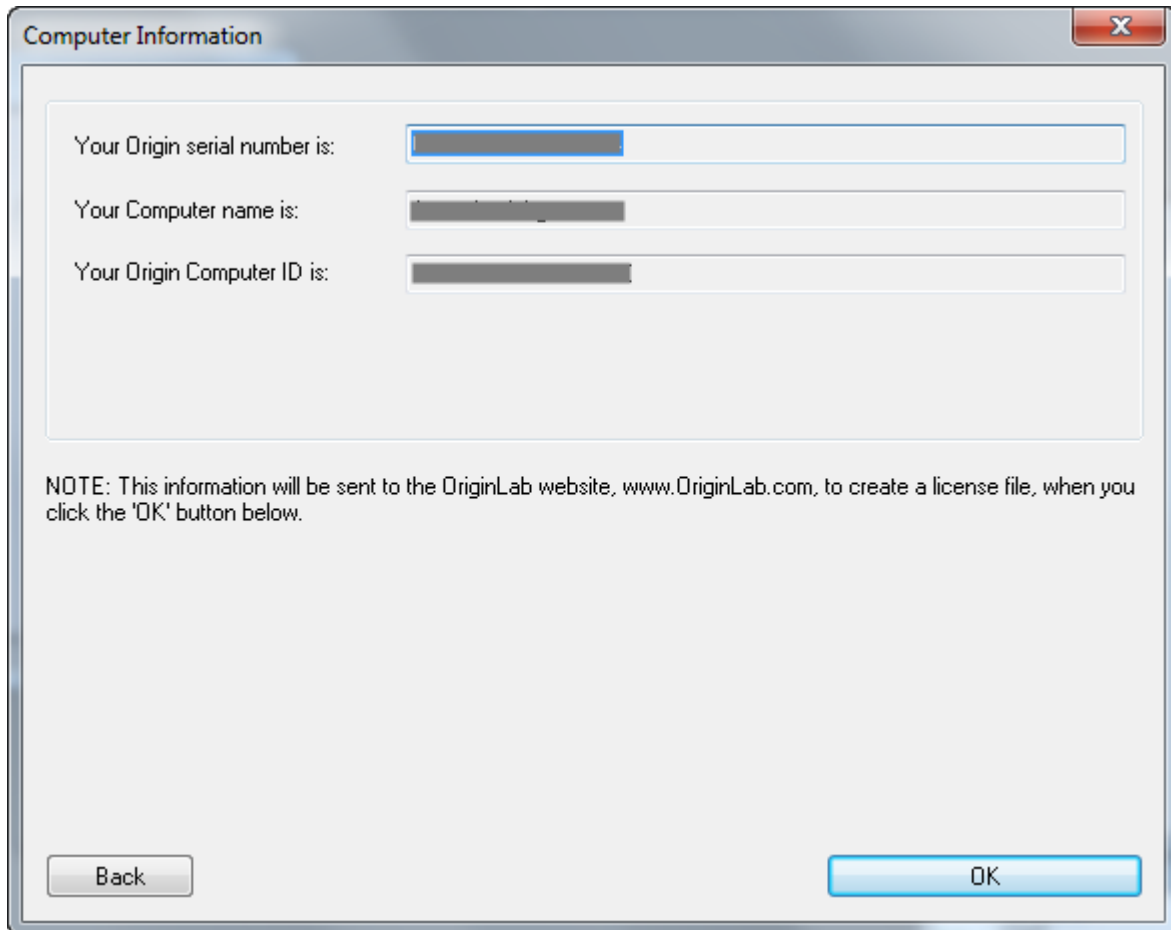 Computer Information
Your Origin serial number is:
Your Computer name is:
Your Origin Computer ID is:
NOTE: This information will be sent to the OriginLab website, www.OriginLab.com, to create a license file, when you
click the 'OK' button below.
Back
OK